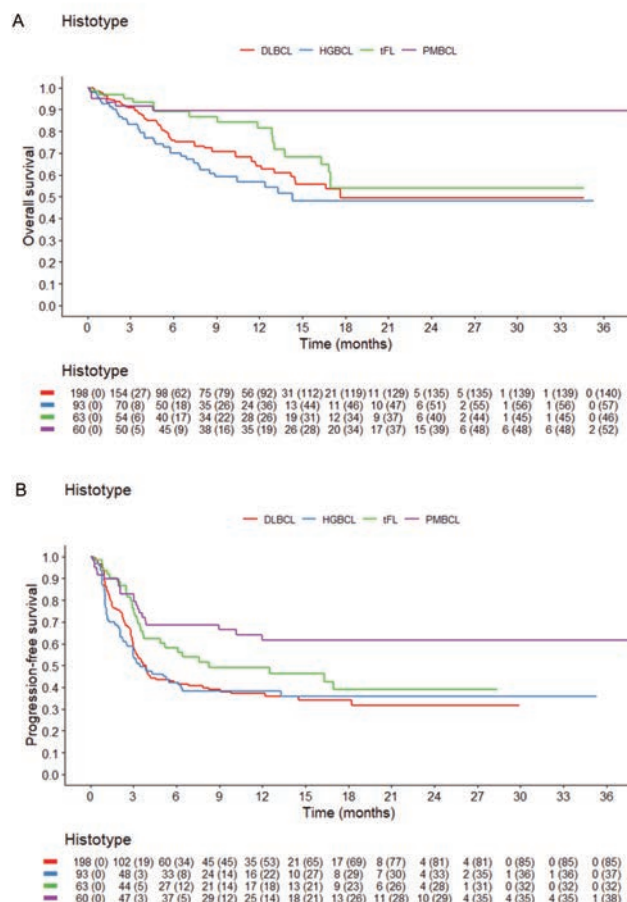 A
Histotype
DLBCL HGBCL tFL PMBCL
1.0
0.9
0.8
0.7
0.6
0.5
0.4
0.3
0.2
0.1
0.0
Overall survival
0 3 6 9 12 15 18 21 24 27 30 33 36
Time (months)
Histotype
198 (0) 154 (27) 98 (62) 75 (79) 56 (92) 31 (112) 21 (119) 11 (129) 5 (135) 5 (135) 1 (139) 1 (139) 0 (140)
93 (0) 70 (8) 50 (18) 35 (26) 24 (36) 13 (44) 11 (46) 10 (47) 6 (51) 2 (55) 1 (56) 1 (56) 0 (57)
63 (0) 54 (6) 40 (17) 34 (22) 28 (26) 19 (31) 12 (34) 9 (37) 6 (40) 2 (44) 1 (45) 1 (45) 0 (46)
60 (0) 50 (5) 45 (9) 38 (16) 35 (19) 26 (28) 20 (34) 17 (37) 15 (39) 6 (48) 6 (48) 6 (48) 2 (52)
B
Histotype
DLBCL HGBCL tFL PMBCL
1.0
0.9
0.8
0.7
0.6
0.5
0.4
0.3
0.2
0.1
0.0
Progression-free survival
0 3 6 9 12 15 18 21 24 27 30 33 36
Time (months)
Histotype
198 (0) 102 (19) 60 (34) 45 (45) 35 (53) 21 (65) 17 (69) 8 (77) 4 (81) 4 (81) 0 (85) 0 (85) 0 (85)
93 (0) 48 (3) 33 (8) 24 (14) 16 (22) 10 (27) 8 (29) 7 (30) 4 (33) 2 (35) 1 (36) 1 (36) 0 (37)
63 (0) 44 (5) 27 (12) 21 (14) 17 (18) 13 (21) 9 (23) 6 (26) 4 (28) 1 (31) 0 (32) 0 (32) 0 (32)
60 (0) 47 (3) 37 (5) 29 (12) 25 (14) 18 (21) 13 (26) 11 (28) 10 (29) 4 (35) 4 (35) 4 (35) 1 (38)